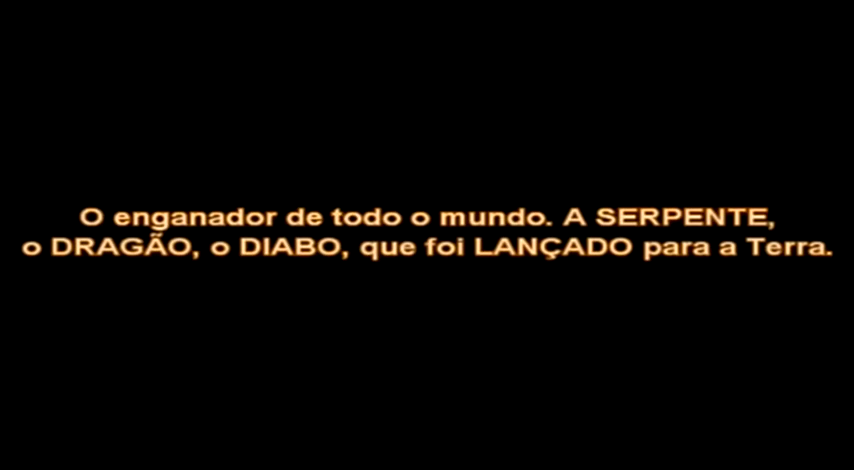 O enganador de todo o mundo. A SERPENTE,
o DRAGÃO, o DIABO, que foi LANÇADO para a Terra.